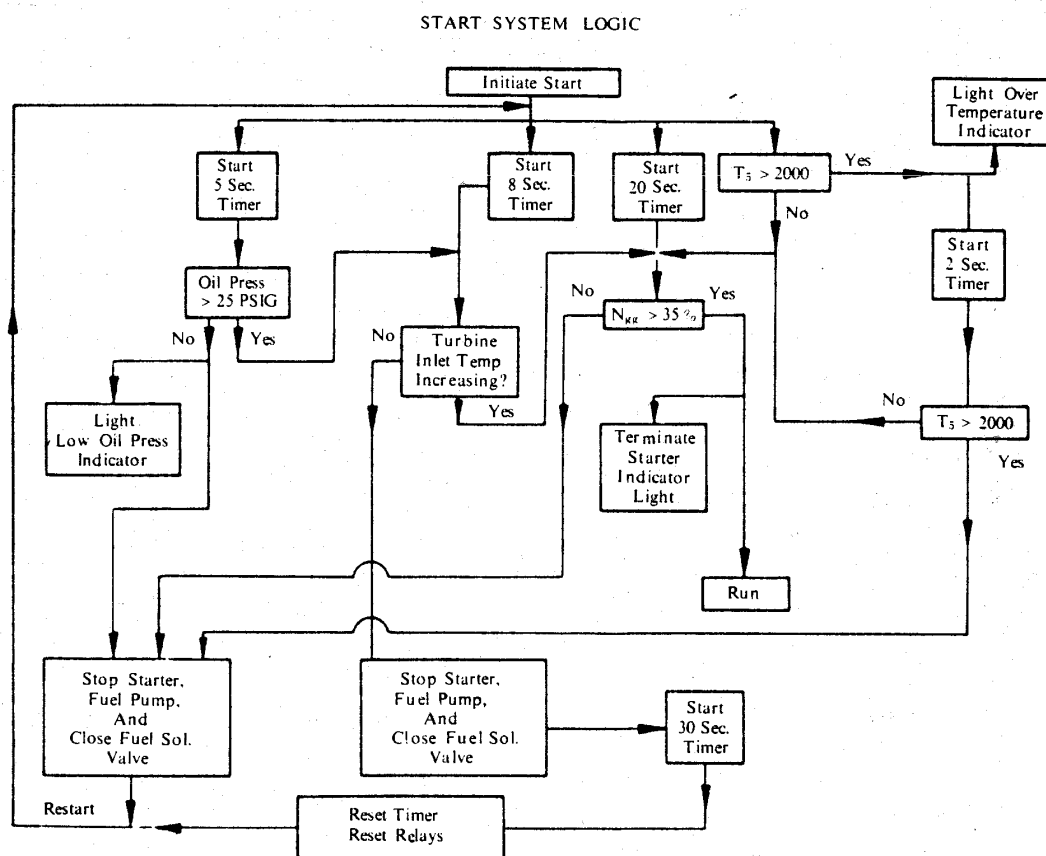 START SYSTEM LOGIC
Initiate Start
Light Over
Temperature
Indicator
Start
5 Sec.
Timer
Start
8 Sec.
Timer
Start
20 Sec.
Timer
T₅ > 2000
Yes
No
Start
2 Sec.
Timer
Oil Press
> 25 PSIG
No
Yes
No
Turbine
Inlet Temp
Increasing?
Yes
No
Yes
> 35 %
No
T₅ > 2000
Yes
Light
Low Oil Press
Indicator
Terminate
Starter
Indicator
Light
Run
Stop Starter,
Fuel Pump,
And
Close Fuel Sol.
Valve
Stop Starter,
Fuel Pump,
And
Close Fuel Sol.
Valve
Start
30 Sec.
Timer
Restart
Reset Timer
Reset Relays